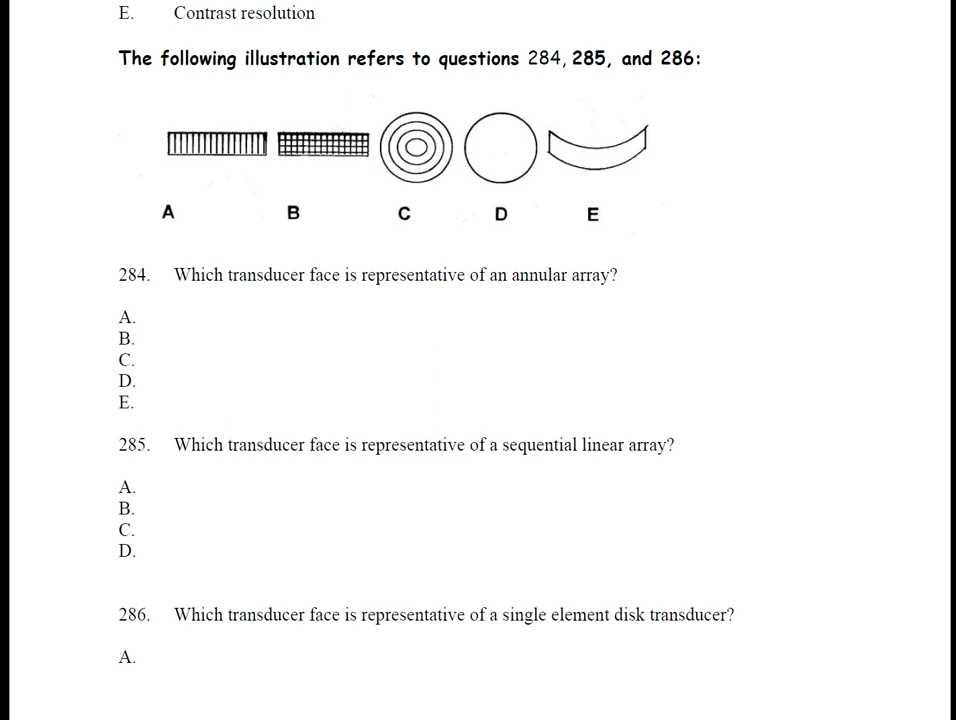 E. Contrast resolution
The following illustration refers to questions 284, 285, and 286:
A B C D E
284. Which transducer face is representative of an annular array?
A.
B.
C.
D.
E.
285. Which transducer face is representative of a sequential linear array?
A.
B.
C.
D.
286. Which transducer face is representative of a single element disk transducer?
A.